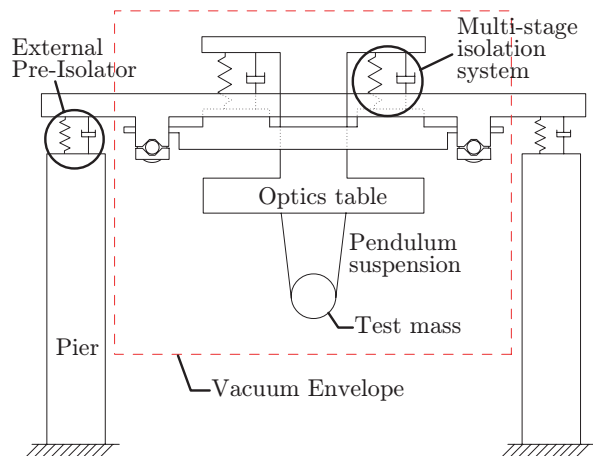 External
Pre-Isolator
Multi-stage
isolation
system
Optics table
Pendulum
suspension
Test mass
Pier
Vacuum Envelope